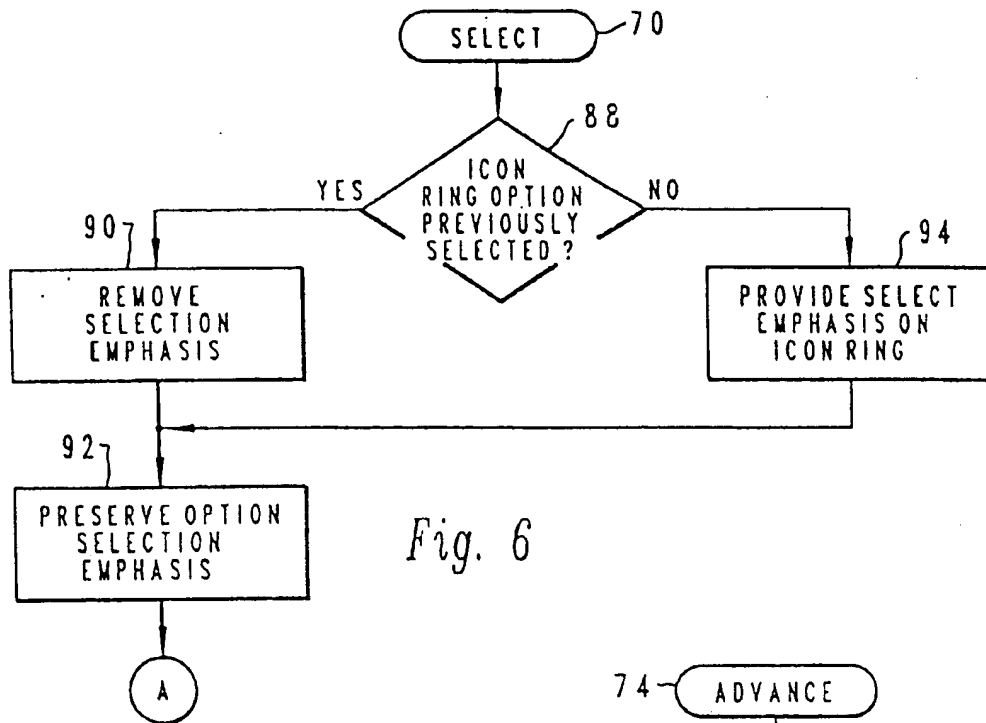 SELECT
70
88
ICON
RING OPTION
PREVIOUSLY
SELECTED ?
YES
NO
90
94
REMOVE
SELECTION
EMPHASIS
PROVIDE SELECT
EMPHASIS ON
ICON RING
92
PRESERVE OPTION
SELECTION
EMPHASIS
Fig. 6
A
74
ADVANCE